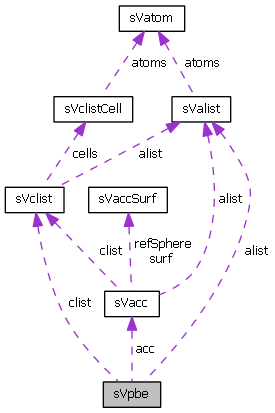 sVatom
atoms
atoms
sVclistCell
sValist
cells
alist
sVclist
sVaccSurf
alist
clist
refSphere
surf
clist
alist
sVacc
acc
sVpbe